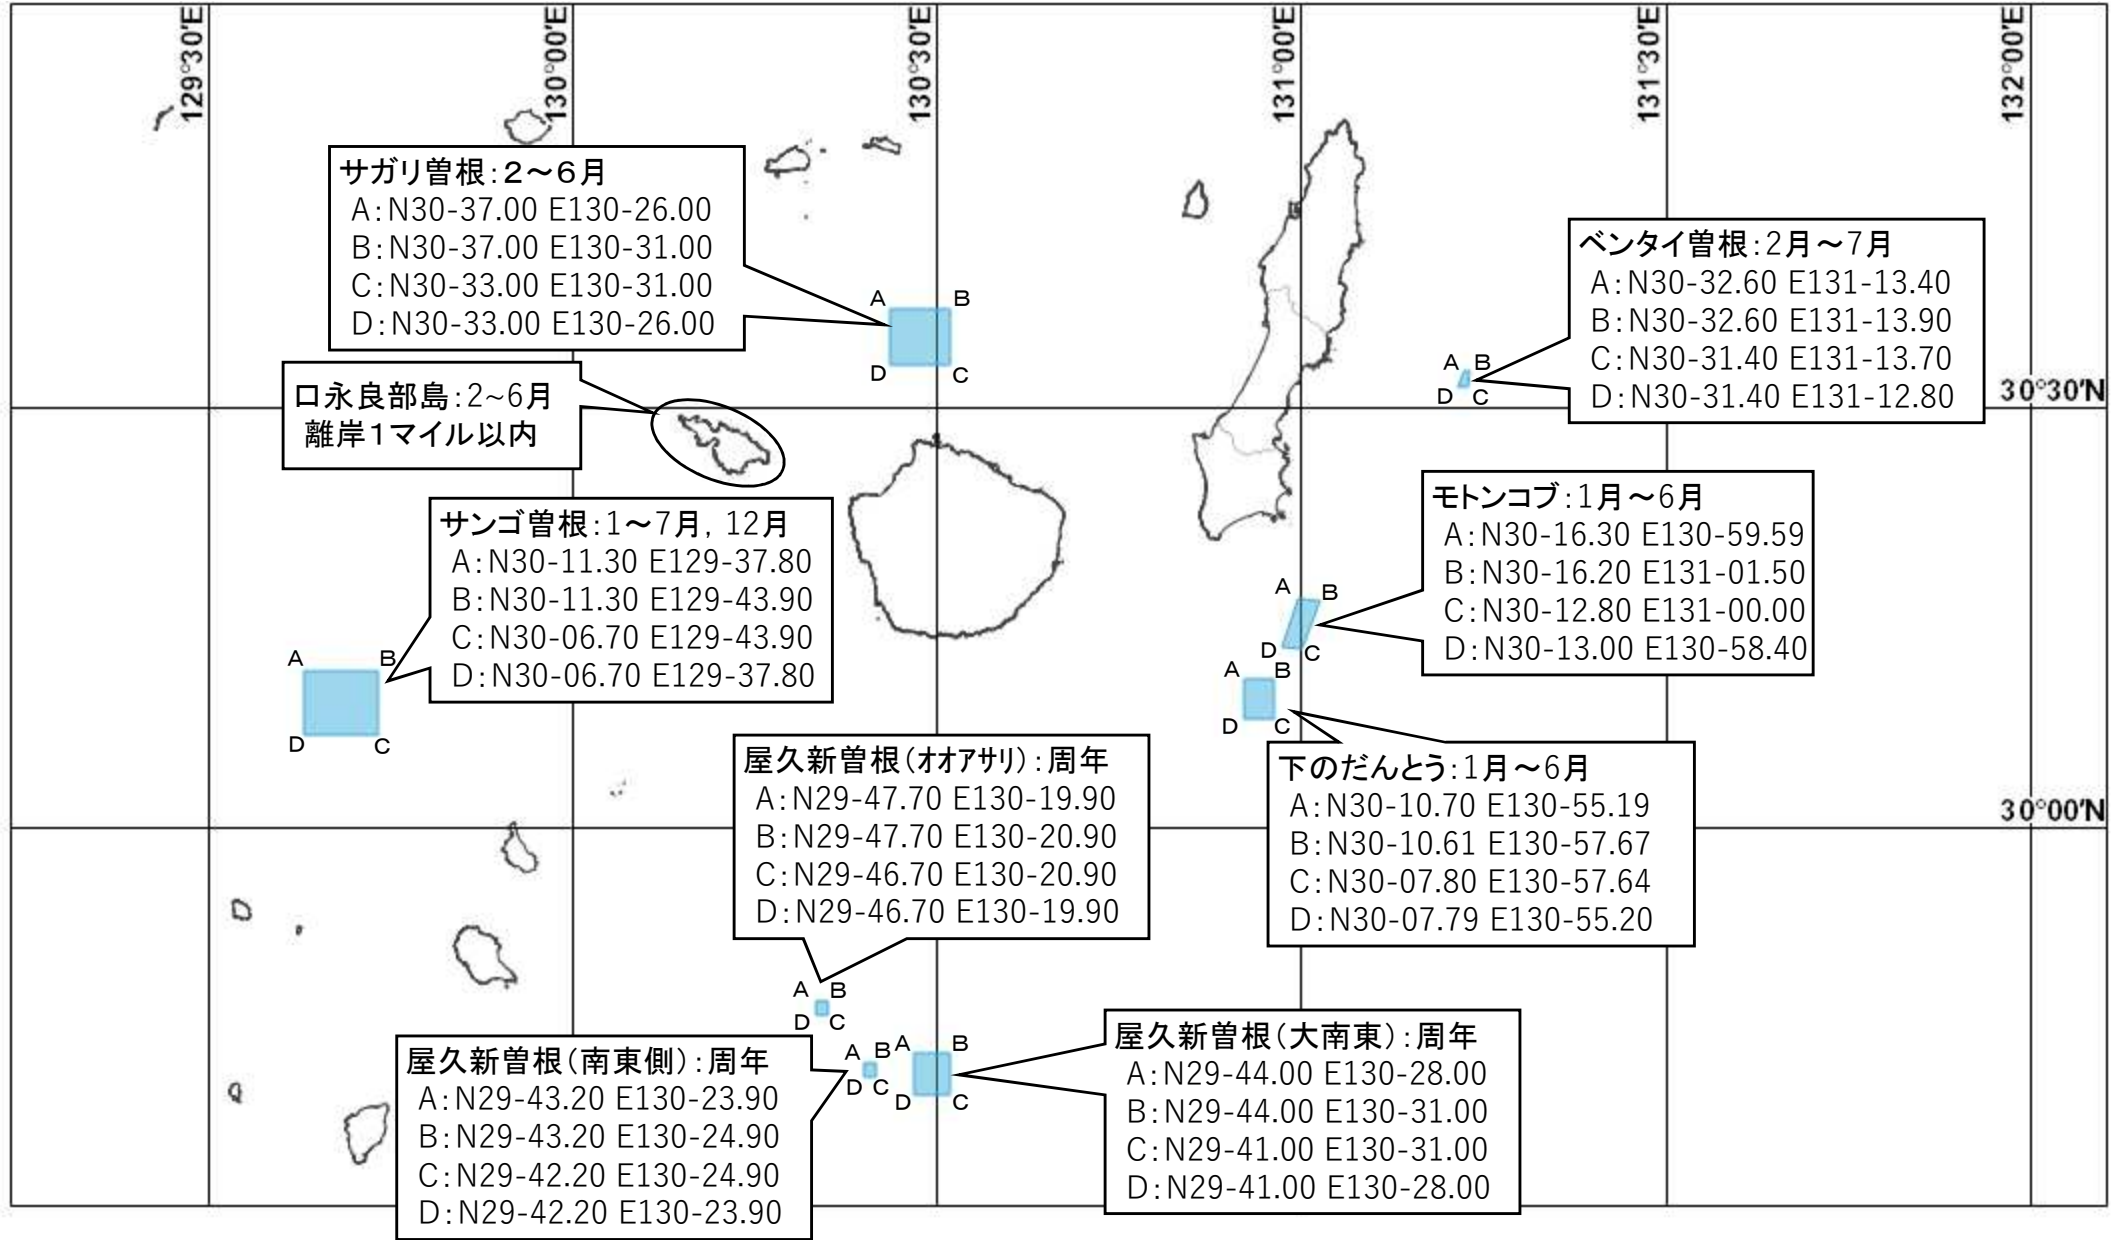 129°30′E
130°00′E
130°30′E
131°00′E
131°30′E
132°00′E
サガリ曽根：２～６月
A：N30-37.00 E130-26.00
B：N30-37.00 E130-31.00
C：N30-33.00 E130-31.00
D：N30-33.00 E130-26.00
A B
D C
ベンタイ曽根：2月～7月
A：N30-32.60 E131-13.40
B：N30-32.60 E131-13.90
C：N30-31.40 E131-13.70
D：N30-31.40 E131-12.80
A B
D C
30°30′N
口永良部島：2~6月
離岸１マイル以内
サンゴ曽根：1～7月，12月
A：N30-11.30 E129-37.80
B：N30-11.30 E129-43.90
C：N30-06.70 E129-43.90
D：N30-06.70 E129-37.80
A B
D C
モトンコブ：1月～6月
A：N30-16.30 E130-59.59
B：N30-16.20 E131-01.50
C：N30-12.80 E131-00.00
D：N30-13.00 E130-58.40
A B
D C
A B
D C
下のだんとう：1月～6月
A：N30-10.70 E130-55.19
B：N30-10.61 E130-57.67
C：N30-07.80 E130-57.64
D：N30-07.79 E130-55.20
30°00′N
屋久新曽根（オオアサリ）：周年
A：N29-47.70 E130-19.90
B：N29-47.70 E130-20.90
C：N29-46.70 E130-20.90
D：N29-46.70 E130-19.90
A B
D C
屋久新曽根（南東側）：周年
A：N29-43.20 E130-23.90
B：N29-43.20 E130-24.90
C：N29-42.20 E130-24.90
D：N29-42.20 E130-23.90
A B
D C
A B
D C
屋久新曽根（大南東）：周年
A：N29-44.00 E130-28.00
B：N29-44.00 E130-31.00
C：N29-41.00 E130-31.00
D：N29-41.00 E130-28.00